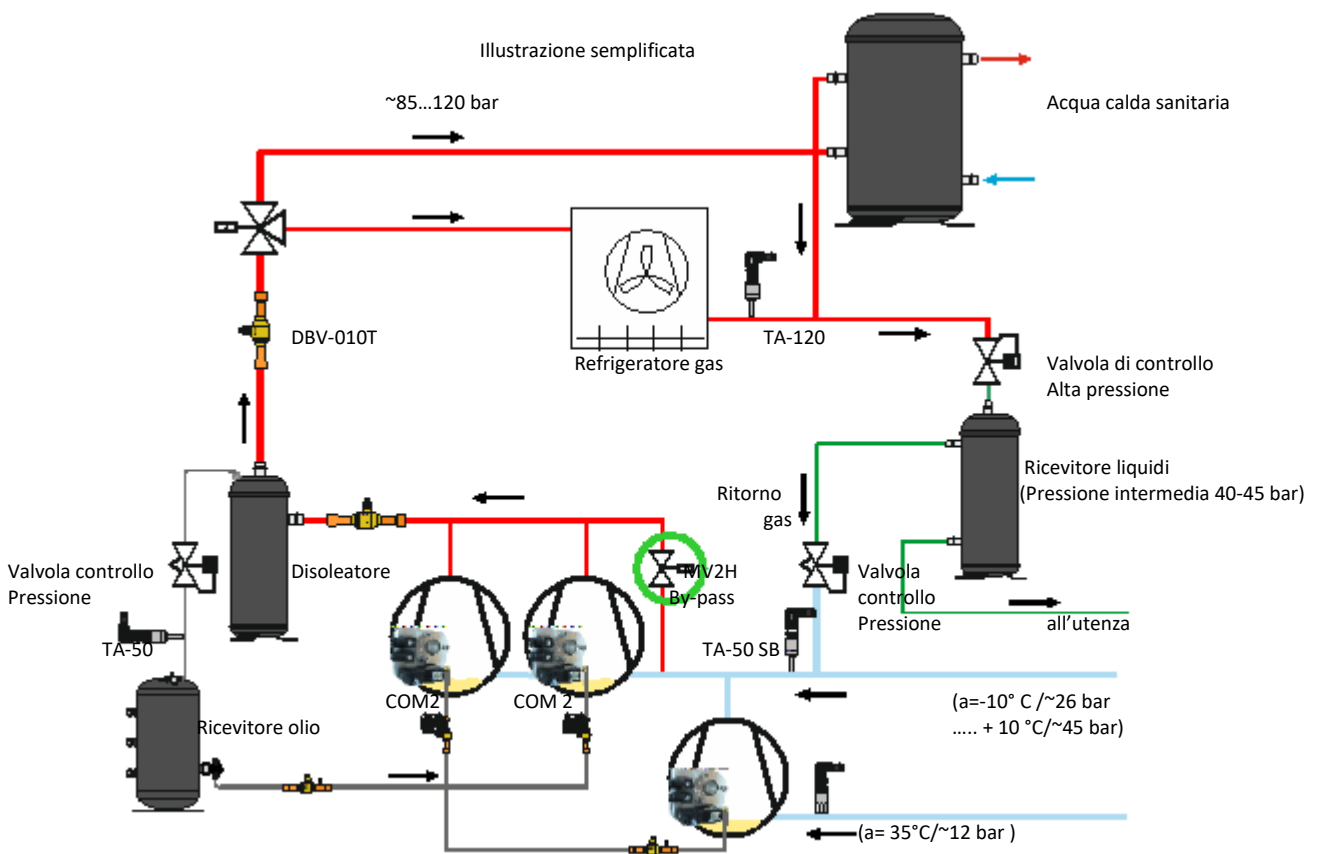 Illustrazione semplificata
~85…120 bar
Acqua calda sanitaria
DBV-010T
TA-120
Refrigeratore gas
Valvola di controllo
Alta pressione
Ricevitore liquidi
(Pressione intermedia 40-45 bar)
Ritorno
gas
Valvola controllo
Pressione
Disoleatore
MV2H
By-pass
Valvola
controllo
Pressione
all’utenza
TA-50
TA-50 SB
COM2
COM 2
(a=-10° C /~26 bar
..... + 10 °C/~45 bar)
Ricevitore olio
(a= 35°C/~12 bar )